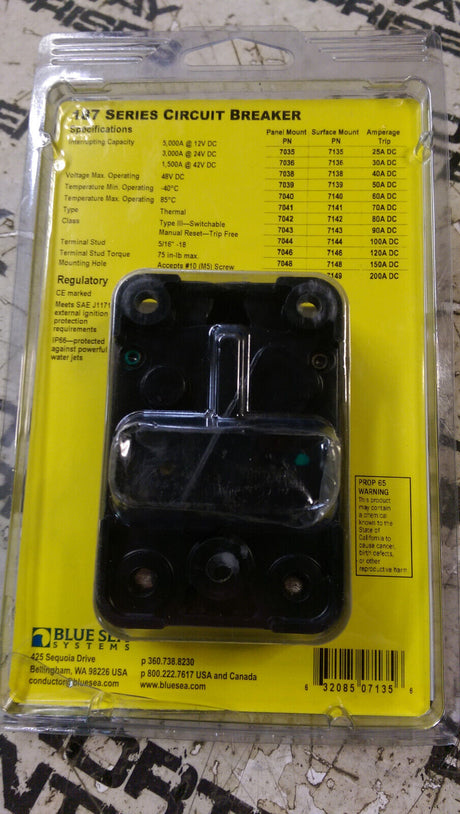 187 SERIES CIRCUIT BREAKER
Specifications
Interrupting Capacity 5,000A @ 12V DC
3,000A @ 24V DC
1,500A @ 42V DC
Voltage Max. Operating 48V DC
Temperature Min. Operating -40°C
Temperature Max. Operating 85°C
Type Thermal
Class Type III—Switchable
Manual Reset—Trip Free
Terminal Stud 5/16" -18
Terminal Stud Torque 75 in-lb max
Mounting Hole Accepts #10 (M5) Screw
Panel Mount Surface Mount Amperage
PN PN Trip
7035 7135 25A DC
7036 7136 30A DC
7038 7138 40A DC
7039 7139 50A DC
7040 7140 60A DC
7041 7141 70A DC
7042 7142 80A DC
7043 7143 90A DC
7044 7144 100A DC
7046 7146 120A DC
7048 7148 150A DC
7149 200A DC
Regulatory
CE marked
Meets SAE J1171
external ignition
protection
requirements
IP66—protected
against powerful
water jets
PROP 65
WARNING
This product
may contain
a chemical
known to the
State of
California to
cause cancer,
birth defects,
or other
reproductive harm
BLUE SEA
SYSTEMS
425 Sequoia Drive
Bellingham, WA 98226 USA
conductor@bluesea.com
p 360.738.8230
p 800.222.7617 USA and Canada
www.bluesea.com
6 32085 07135 6